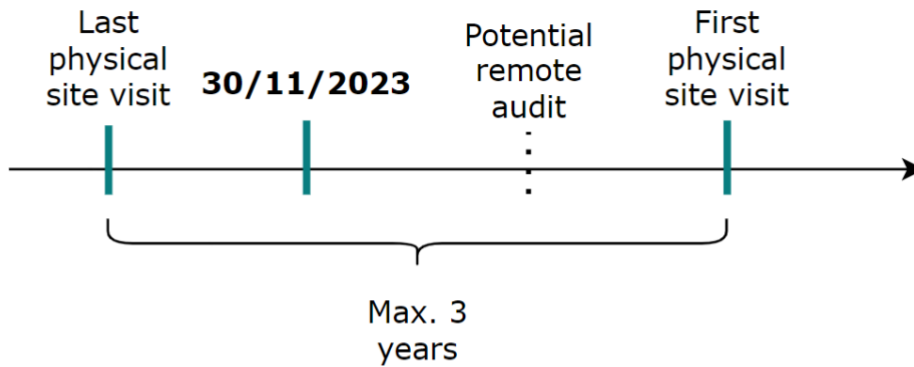 Last
physical
site visit
30/11/2023
Potential
remote
audit
First
physical
site visit
Max. 3
years